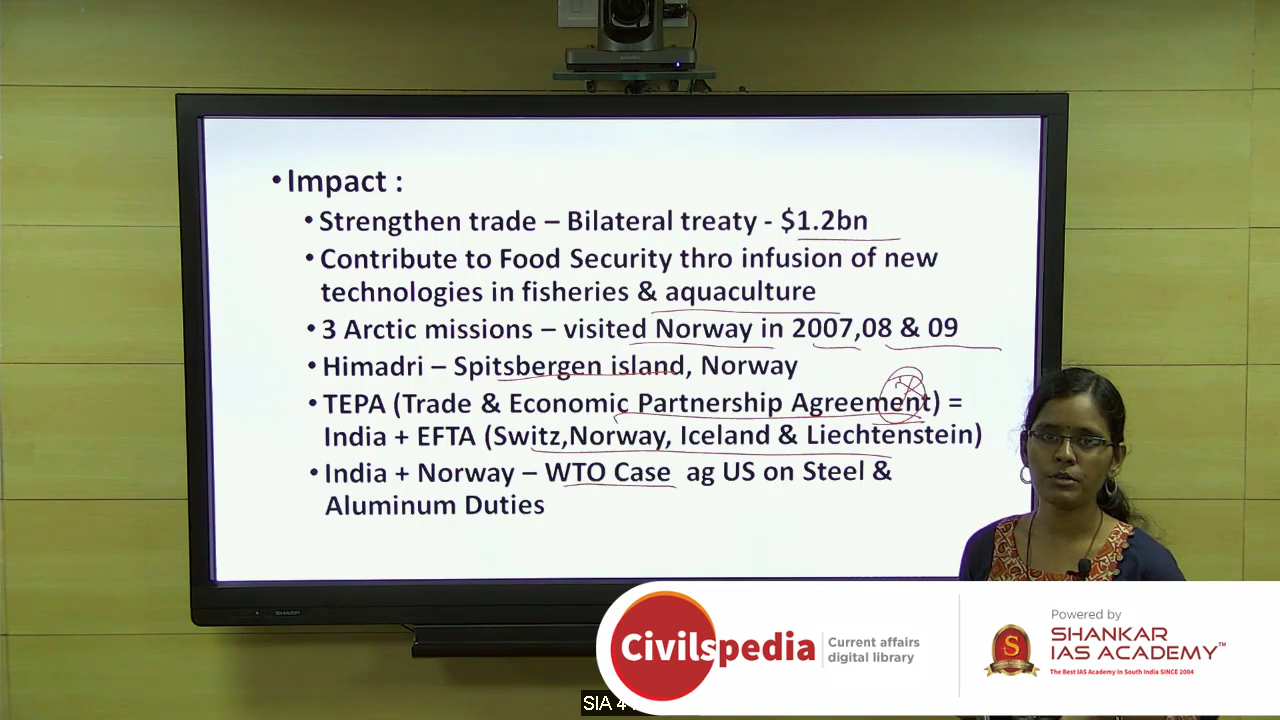 • Impact :
• Strengthen trade – Bilateral treaty - $1.2bn
• Contribute to Food Security thro infusion of new
technologies in fisheries & aquaculture
• 3 Arctic missions – visited Norway in 2007,08 & 09
• Himadri – Spitsbergen island, Norway
• TEPA (Trade & Economic Partnership Agreement) =
India + EFTA (Switz,Norway, Iceland & Liechtenstein)
• India + Norway – WTO Case ag US on Steel &
Aluminum Duties
SHARP
Civilspedia
Current affairs
digital library
Powered by
S
SHANKAR
IAS ACADEMY™
The Best IAS Academy In South India SINCE 2004
SIA 4